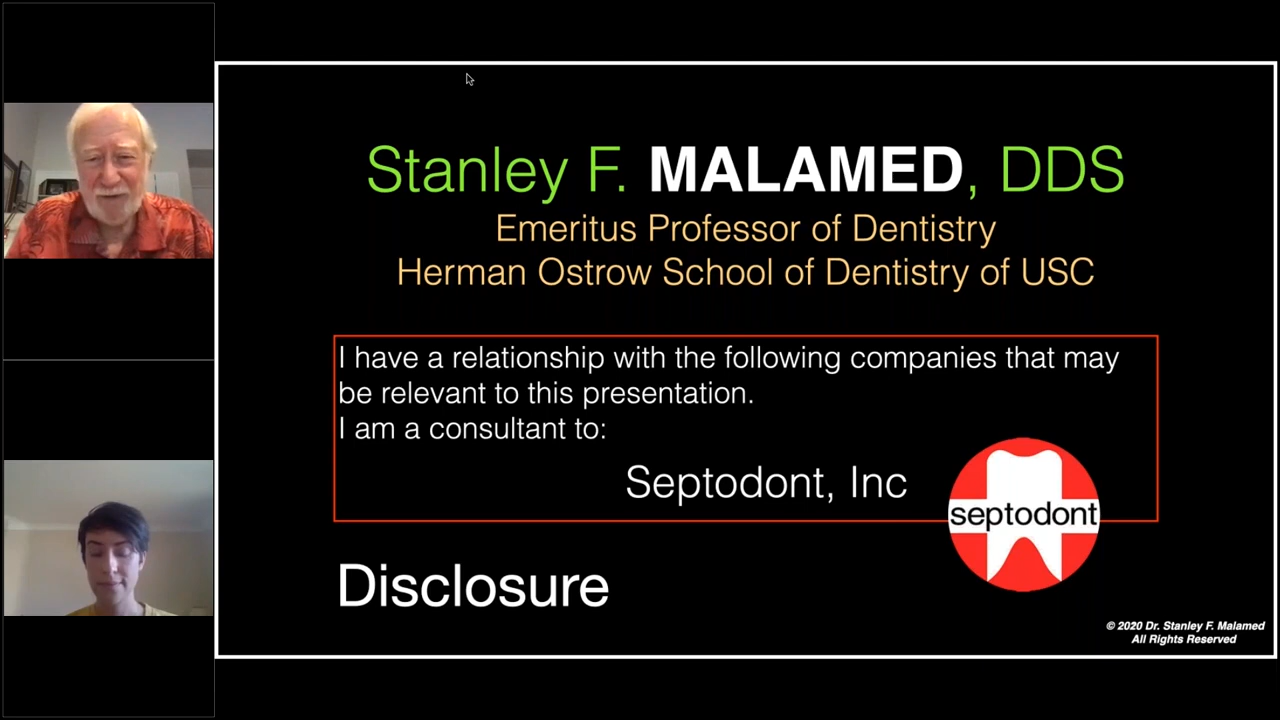 Stanley F. MALAMED, DDS
Emeritus Professor of Dentistry
Herman Ostrow School of Dentistry of USC
I have a relationship with the following companies that may
be relevant to this presentation.
I am a consultant to:
Septodont, Inc
septodont
Disclosure
© 2020 Dr. Stanley F. Malamed
All Rights Reserved